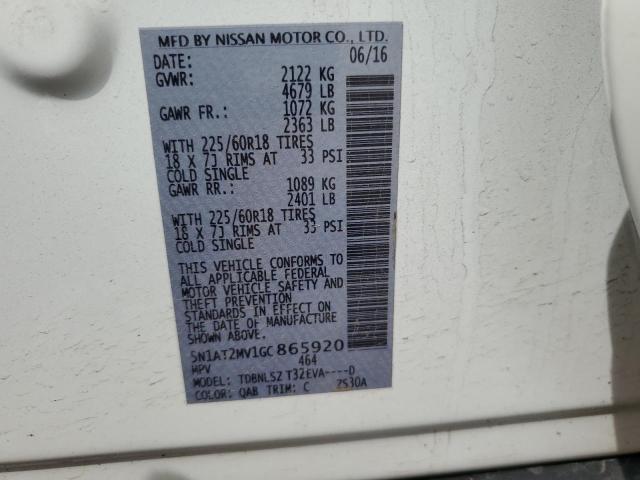 MFD BY NISSAN MOTOR CO., LTD.
DATE: 06/16
GVWR: 2122 KG
4679 LB
GAWR FR.: 1072 KG
2363 LB
WITH 225/60R18 TIRES
18 X 7J RIMS AT 33 PSI
COLD SINGLE
GAWR RR.: 1089 KG
2401 LB
WITH 225/60R18 TIRES
18 X 7J RIMS AT 33 PSI
COLD SINGLE
THIS VEHICLE CONFORMS TO
ALL APPLICABLE FEDERAL
MOTOR VEHICLE SAFETY AND
THEFT PREVENTION
STANDARDS IN EFFECT ON
THE DATE OF MANUFACTURE
SHOWN ABOVE.
5N1AT2MV1GC 865920
MPV 464
MODEL: TDBNLSZ T32EVA----D
COLOR: QAB TRIM: C ZS30A